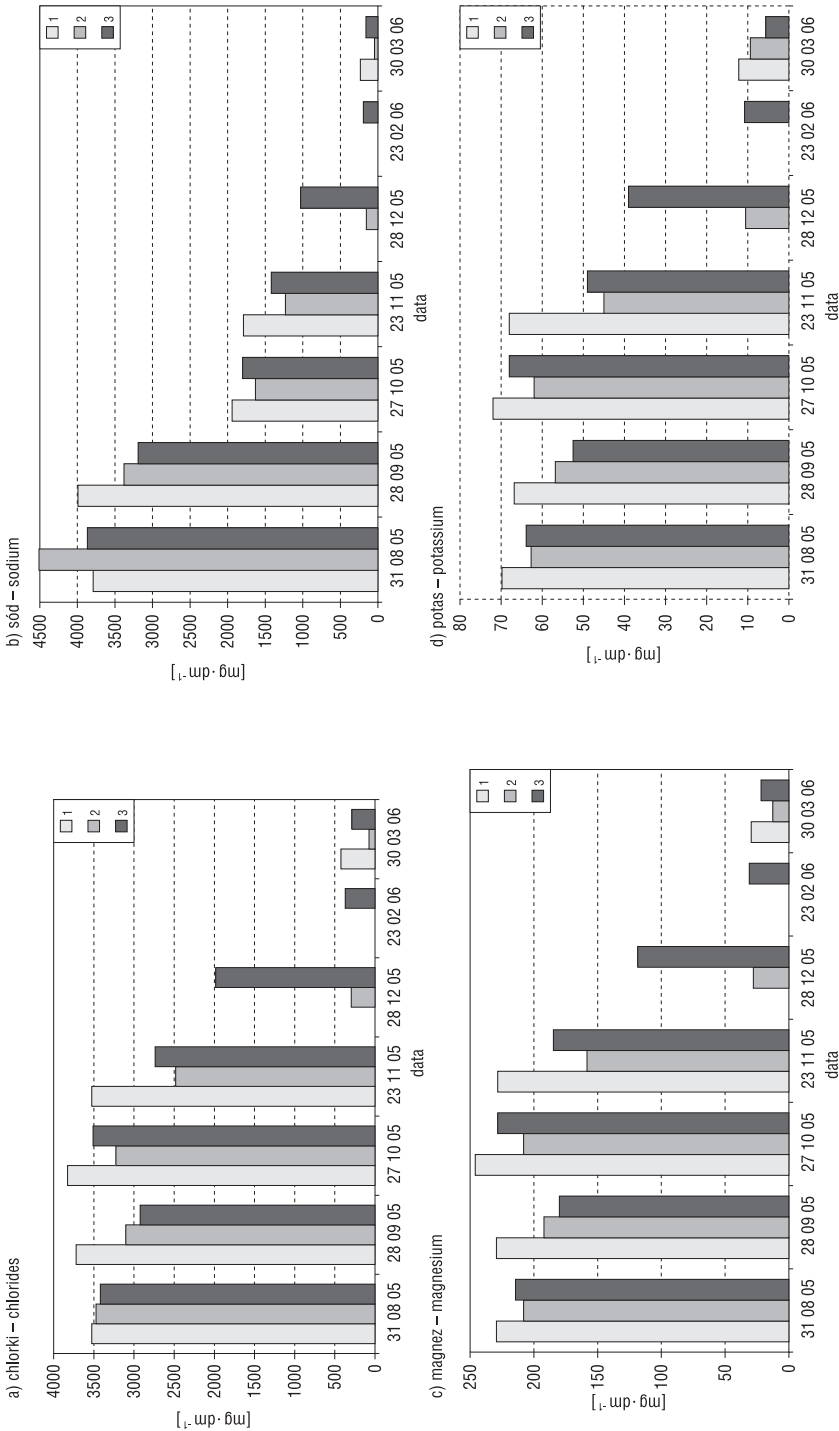 a) chlorki – chlorides
4000
3500
3000
2500
2000
1500
1000
500
0
[mg·dm⁻¹]
31 08 05
28 09 05
27 10 05
23 11 05
28 12 05
23 02 06
30 03 06
data
1
2
3
b) sód – sodium
4500
4000
3500
3000
2500
2000
1500
1000
500
0
[mg·dm⁻¹]
31 08 05
28 09 05
27 10 05
23 11 05
28 12 05
23 02 06
30 03 06
data
1
2
3
c) magnez – magnesium
250
200
150
100
50
0
[mg·dm⁻¹]
31 08 05
28 09 05
27 10 05
23 11 05
28 12 05
23 02 06
30 03 06
data
1
2
3
d) potas – potassium
80
70
60
50
40
30
20
10
0
[mg·dm⁻¹]
31 08 05
28 09 05
27 10 05
23 11 05
28 12 05
23 02 06
30 03 06
data
1
2
3